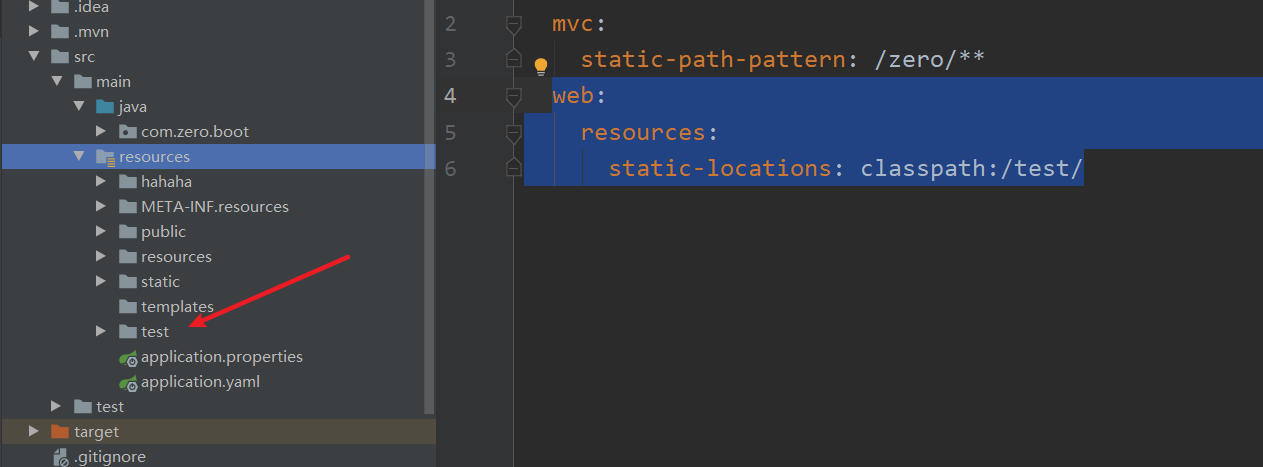 .idea
.mvn
src
main
java
com.zero.boot
resources
hahaha
META-INF.resources
public
resources
static
templates
test
application.properties
application.yaml
test
target
.gitignore
2 mvc:
3 static-path-pattern: /zero/**
4 web:
5 resources:
6 static-locations: classpath:/test/